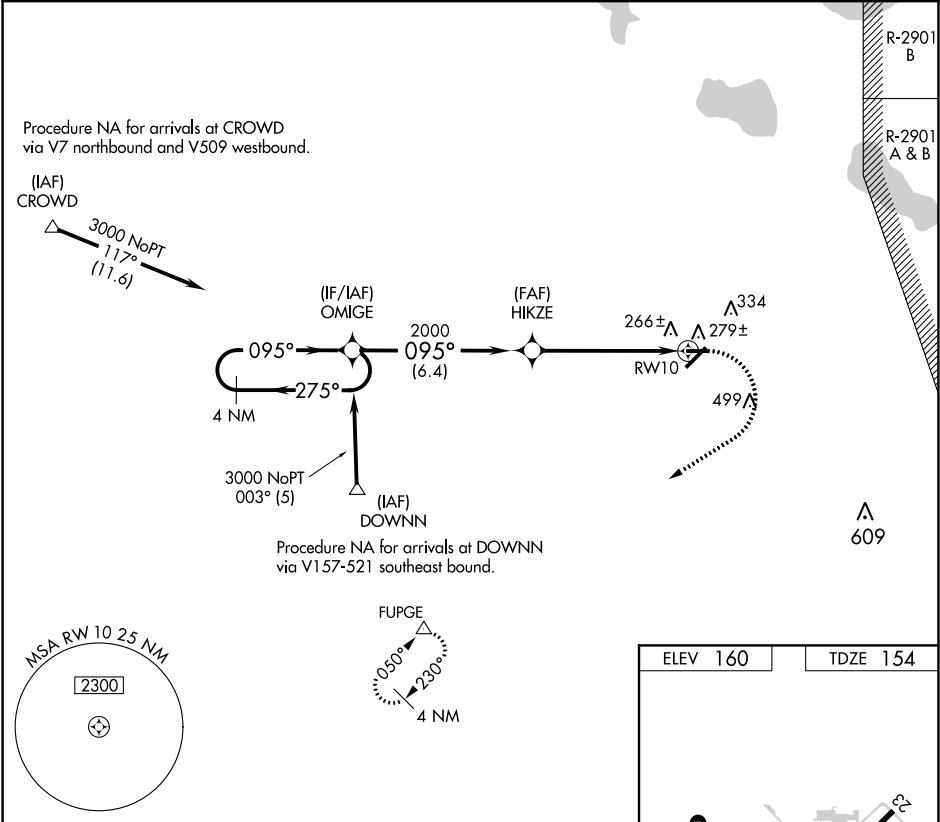 R-2901
B
R-2901
A & B
Procedure NA for arrivals at CROWD
via V7 northbound and V509 westbound.
(IAF)
CROWD
3000 NoPT
117°
(11.6)
(IF/IAF)
OMIGE
(FAF)
HIKZE
334
266±
279±
2000
095°
095°
(6.4)
RW10
275°
4 NM
499
3000 NoPT
003° (5)
(IAF)
DOWNN
609
Procedure NA for arrivals at DOWNN
via V157-521 southeast bound.
FUPGE
050°
230°
4 NM
MSA RW 10 25 NM
2300
ELEV 160
TDZE 154
23